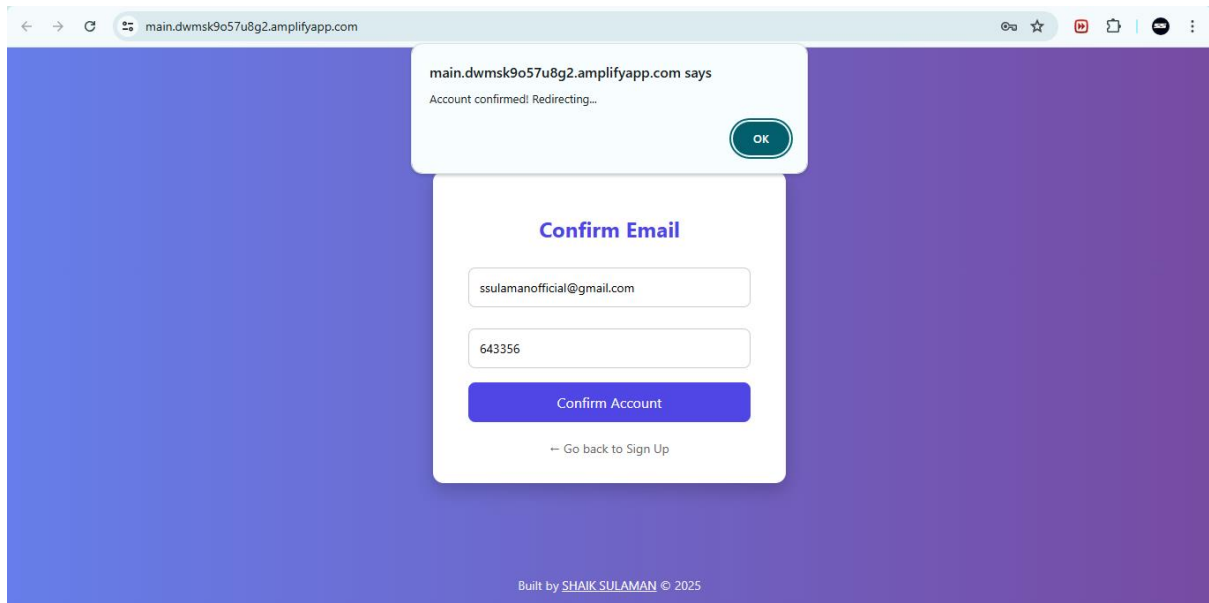 main.dwmsk9o57u8g2.amplifyapp.com
main.dwmsk9o57u8g2.amplifyapp.com says
Account confirmed! Redirecting...
OK
Confirm Email
ssulamanofficial@gmail.com
643356
Confirm Account
← Go back to Sign Up
Built by SHAIK SULAMAN © 2025